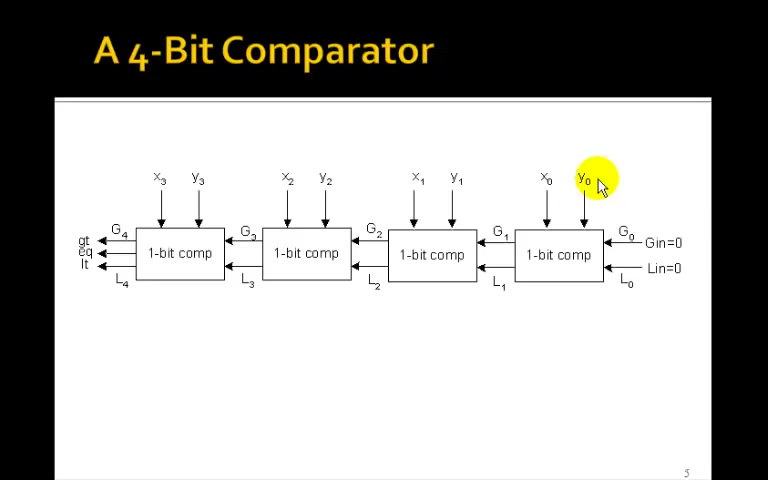 A 4-Bit Comparator
x3 y3 x2 y2 x1 y1 x0 y0
G4 G3 G2 G1 G0
gt 1-bit comp 1-bit comp 1-bit comp 1-bit comp Gin=0
eq
lt Lin=0
L4 L3 L2 L1 L0
5